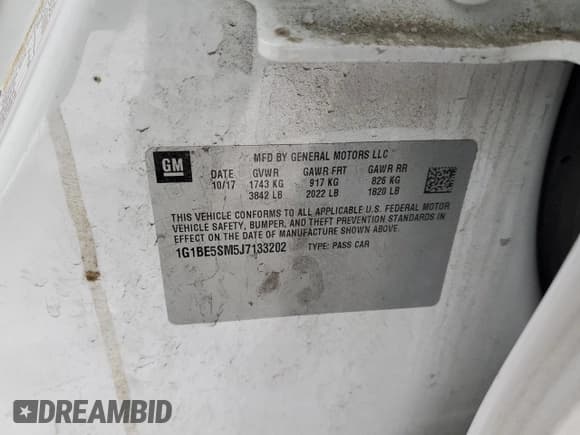 GM
MFD BY GENERAL MOTORS LLC
DATE GVWR GAWR FRT GAWR RR
10/17 1743 KG 917 KG 826 KG
3842 LB 2022 LB 1820 LB
THIS VEHICLE CONFORMS TO ALL APPLICABLE U.S. FEDERAL MOTOR
VEHICLE SAFETY, BUMPER, AND THEFT PREVENTION STANDARDS IN
EFFECT ON THE DATE OF MANUFACTURE SHOWN ABOVE.
1G1BE5SM5J7133202 TYPE: PASS CAR
DREAMBID